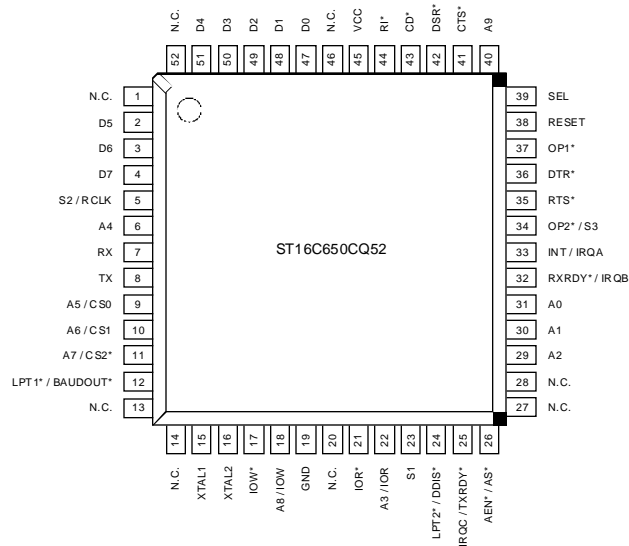 N.C.
D4
D3
D2
D1
D0
N.C.
VCC
RI*
CD*
DSR*
CTS*
A9
52
51
50
49
48
47
46
45
44
43
42
41
40
N.C. 1
D5 2
D6 3
D7 4
S2 / RCLK 5
A4 6
RX 7
TX 8
A5 / CS0 9
A6 / CS1 10
A7 / CS2* 11
LPT1* / BAUDOUT* 12
N.C. 13
ST16C650CQ52
39 SEL
38 RESET
37 OP1*
36 DTR*
35 RTS*
34 OP2* / S3
33 INT / IRQA
32 RXRDY* / IRQB
31 A0
30 A1
29 A2
28 N.C.
27 N.C.
14
15
16
17
18
19
20
21
22
23
24
25
26
N.C.
XTAL1
XTAL2
IOW*
A8 / IOW
GND
N.C.
IOR*
A3 / IOR
S1
LPT2* / DDIS*
IRQC / TXRDY*
AEN* / AS*